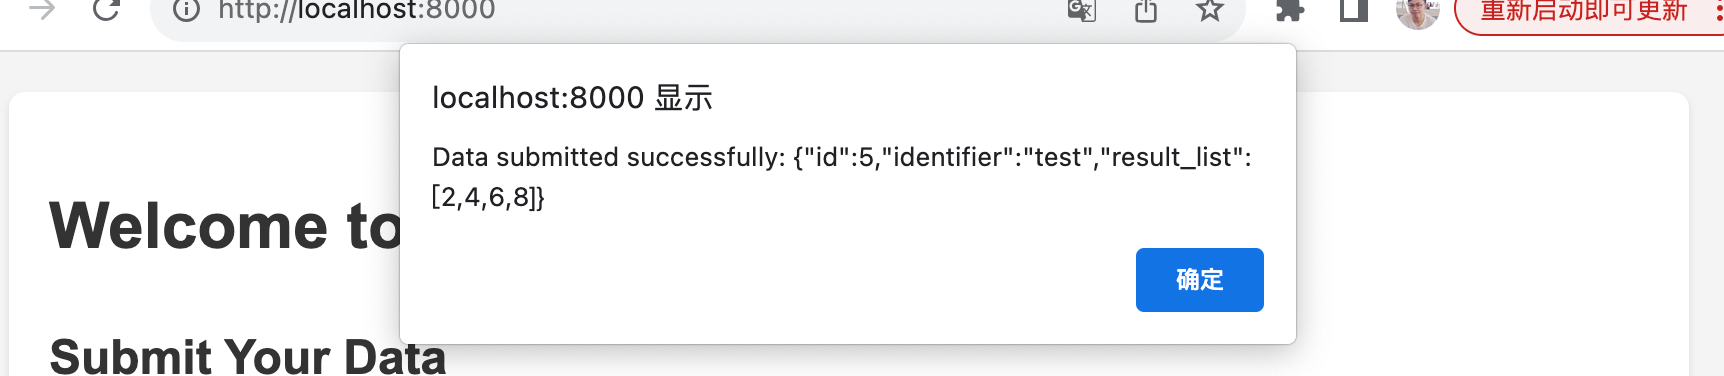 http://localhost:8000
重新启动即可更新
localhost:8000 显示
Data submitted successfully: {"id":5,"identifier":"test","result_list":
[2,4,6,8]}
确定
Welcome to
Submit Your Data